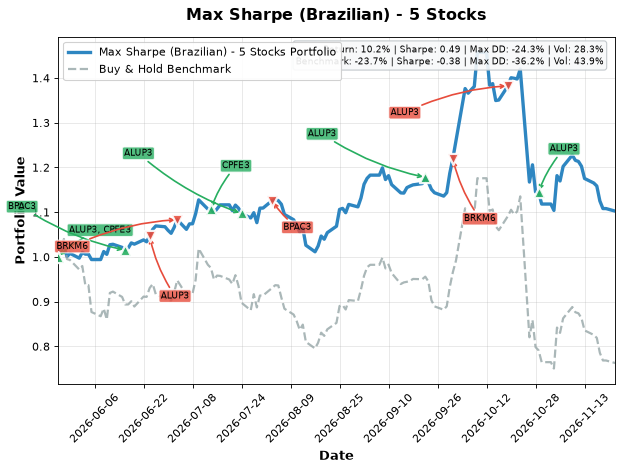 Max Sharpe (Brazilian) - 5 Stocks
Max Sharpe (Brazilian) - 5 Stocks Portfolio
Buy & Hold Benchmark
10.2% | Sharpe: 0.49 | Max DD: -24.3% | Vol: 28.3%
-23.7% | Sharpe: -0.38 | Max DD: -36.2% | Vol: 43.9%
Portfolio Value
1.4
1.3
1.2
1.1
1.0
0.9
0.8
ALUP3
ALUP3
ALUP3
ALUP3
CPFE3
BPAC3
ALUP3, CPFE3
BRKM6
BPAC3
BRKM6
ALUP3
2026-06-06
2026-06-22
2026-07-08
2026-07-24
2026-08-09
2026-08-25
2026-09-10
2026-09-26
2026-10-12
2026-10-28
2026-11-13
Date